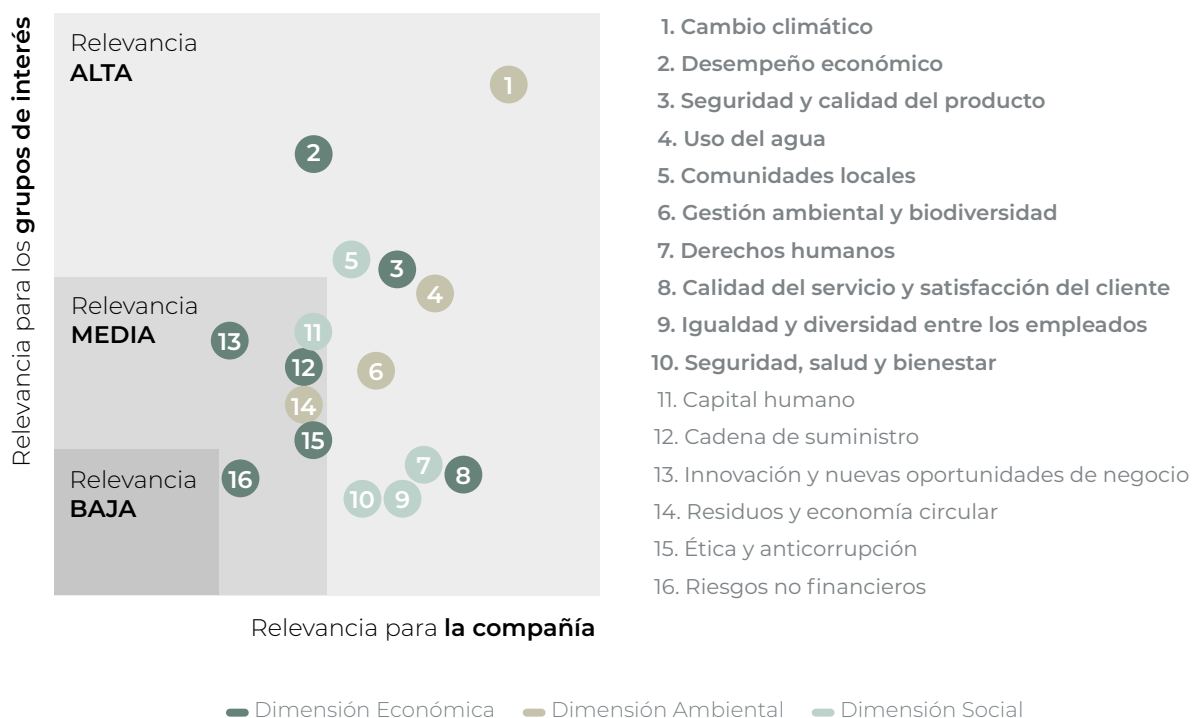 Relevancia para los grupos de interés
Relevancia
ALTA
1
2
5
3
4
Relevancia
MEDIA
13
11
12
6
14
15
Relevancia
BAJA
16
7
8
10
9
Relevancia para la compañía
1. Cambio climático
2. Desempeño económico
3. Seguridad y calidad del producto
4. Uso del agua
5. Comunidades locales
6. Gestión ambiental y biodiversidad
7. Derechos humanos
8. Calidad del servicio y satisfacción del cliente
9. Igualdad y diversidad entre los empleados
10. Seguridad, salud y bienestar
11. Capital humano
12. Cadena de suministro
13. Innovación y nuevas oportunidades de negocio
14. Residuos y economía circular
15. Ética y anticorrupción
16. Riesgos no financieros
Dimensión Económica
Dimensión Ambiental
Dimensión Social